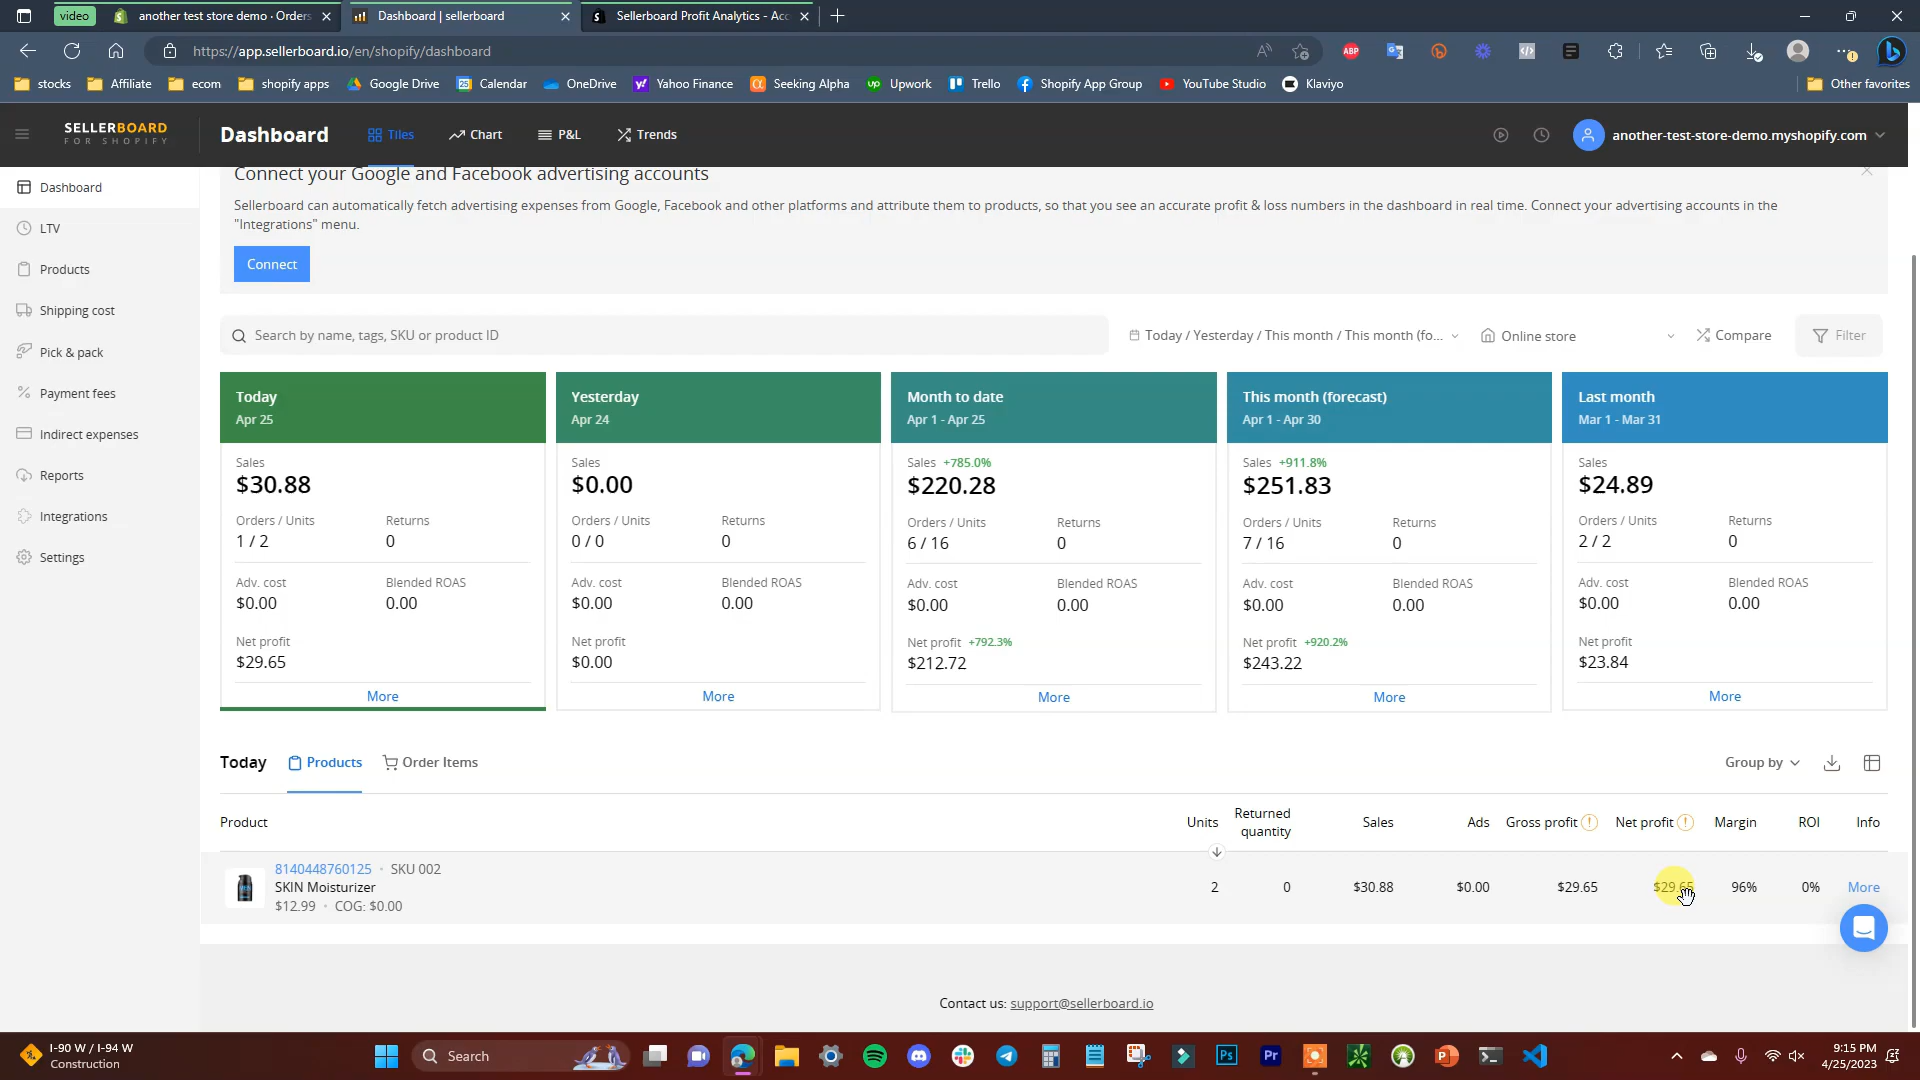 video
another test store demo · Orders
Dashboard | sellerboard
Sellerboard Profit Analytics - Acc
https://app.sellerboard.io/en/shopify/dashboard
ABP
stocks
Affiliate
ecom
shopify apps
Google Drive
Calendar
OneDrive
Yahoo Finance
Seeking Alpha
Upwork
Trello
Shopify App Group
YouTube Studio
Klaviyo
Other favorites
SELLERBOARD
FOR SHOPIFY
Dashboard
Tiles
Chart
P&L
Trends
another-test-store-demo.myshopify.com
Dashboard
LTV
Products
Shipping cost
Pick & pack
Payment fees
Indirect expenses
Reports
Integrations
Settings
Connect your Google and Facebook advertising accounts
Sellerboard can automatically fetch advertising expenses from Google, Facebook and other platforms and attribute them to products, so that you see an accurate profit & loss numbers in the dashboard in real time. Connect your advertising accounts in the
"Integrations" menu.
Connect
Search by name, tags, SKU or product ID
Today / Yesterday / This month / This month (fo...
Online store
Compare
Filter
Today
Apr 25
Sales
$30.88
Orders / Units Returns
1 / 2 0
Adv. cost Blended ROAS
$0.00 0.00
Net profit
$29.65
More
Yesterday
Apr 24
Sales
$0.00
Orders / Units Returns
0 / 0 0
Adv. cost Blended ROAS
$0.00 0.00
Net profit
$0.00
More
Month to date
Apr 1 - Apr 25
Sales +785.0%
$220.28
Orders / Units Returns
6 / 16 0
Adv. cost Blended ROAS
$0.00 0.00
Net profit +792.3%
$212.72
More
This month (forecast)
Apr 1 - Apr 30
Sales +911.8%
$251.83
Orders / Units Returns
7 / 16 0
Adv. cost Blended ROAS
$0.00 0.00
Net profit +920.2%
$243.22
More
Last month
Mar 1 - Mar 31
Sales
$24.89
Orders / Units Returns
2 / 2 0
Adv. cost Blended ROAS
$0.00 0.00
Net profit
$23.84
More
Today
Products
Order Items
Group by
Product Units Returned quantity Sales Ads Gross profit Net profit Margin ROI Info
8140448760125 · SKU 002
SKIN Moisturizer
$12.99 · COG: $0.00
2 0 $30.88 $0.00 $29.65 $29.65 96% 0% More
Contact us: support@sellerboard.io
I-90 W / I-94 W
Construction
Search
Ps
Pr
9:15 PM
4/25/2023